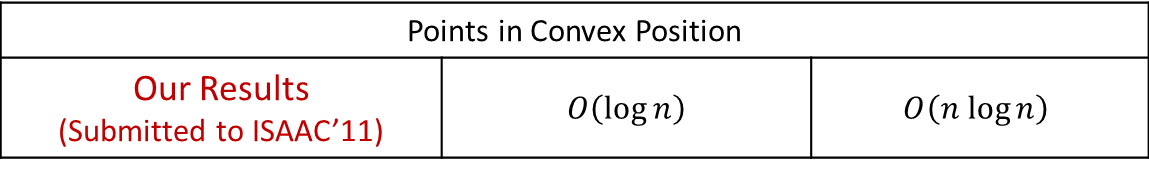 Points in Convex Position
Our Results
(Submitted to ISAAC’11)
O(log n)
O(n log n)